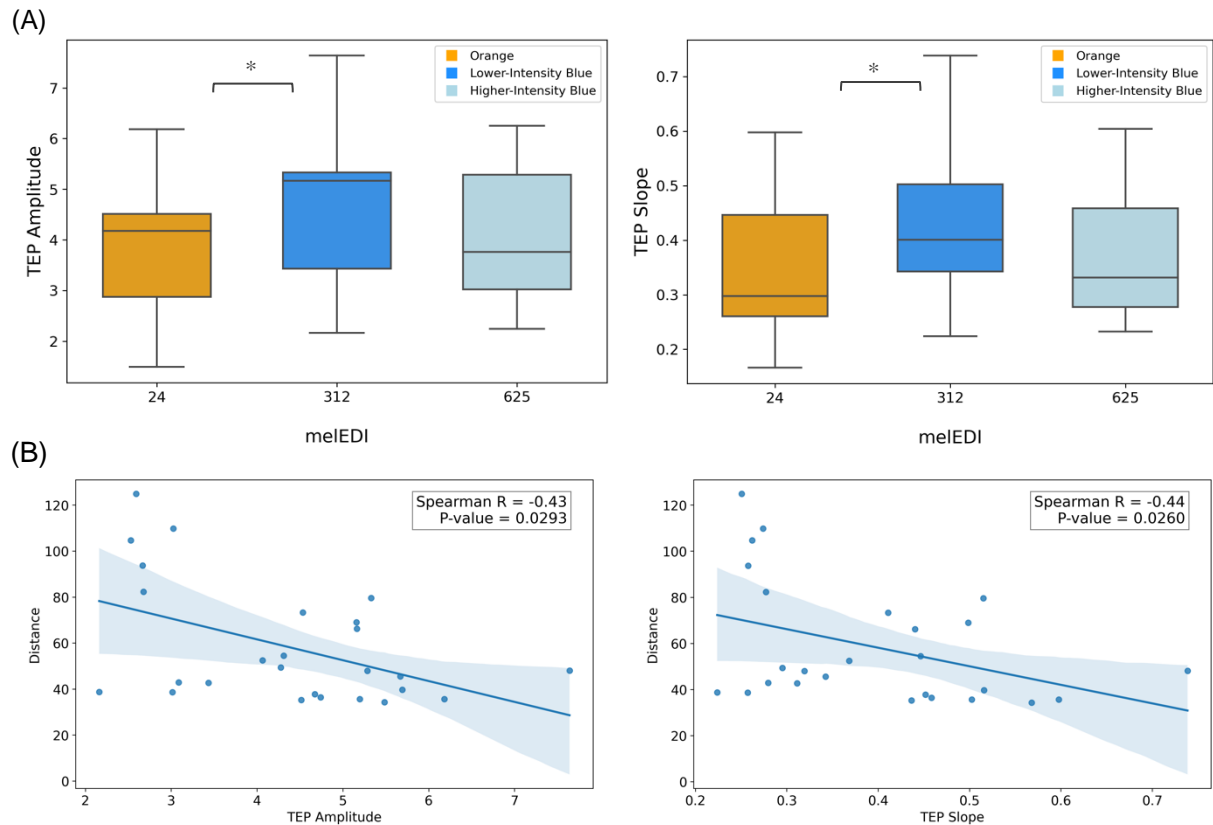 (A)
TEP Amplitude
7
6
5
4
3
2
*
Orange
Lower-Intensity Blue
Higher-Intensity Blue
24 312 625
melEDI
TEP Slope
0.7
0.6
0.5
0.4
0.3
0.2
*
Orange
Lower-Intensity Blue
Higher-Intensity Blue
24 312 625
melEDI
(B)
Distance
120
100
80
60
40
20
0
Spearman R = -0.43
P-value = 0.0293
2 3 4 5 6 7
TEP Amplitude
Distance
120
100
80
60
40
20
0
Spearman R = -0.44
P-value = 0.0260
0.2 0.3 0.4 0.5 0.6 0.7
TEP Slope